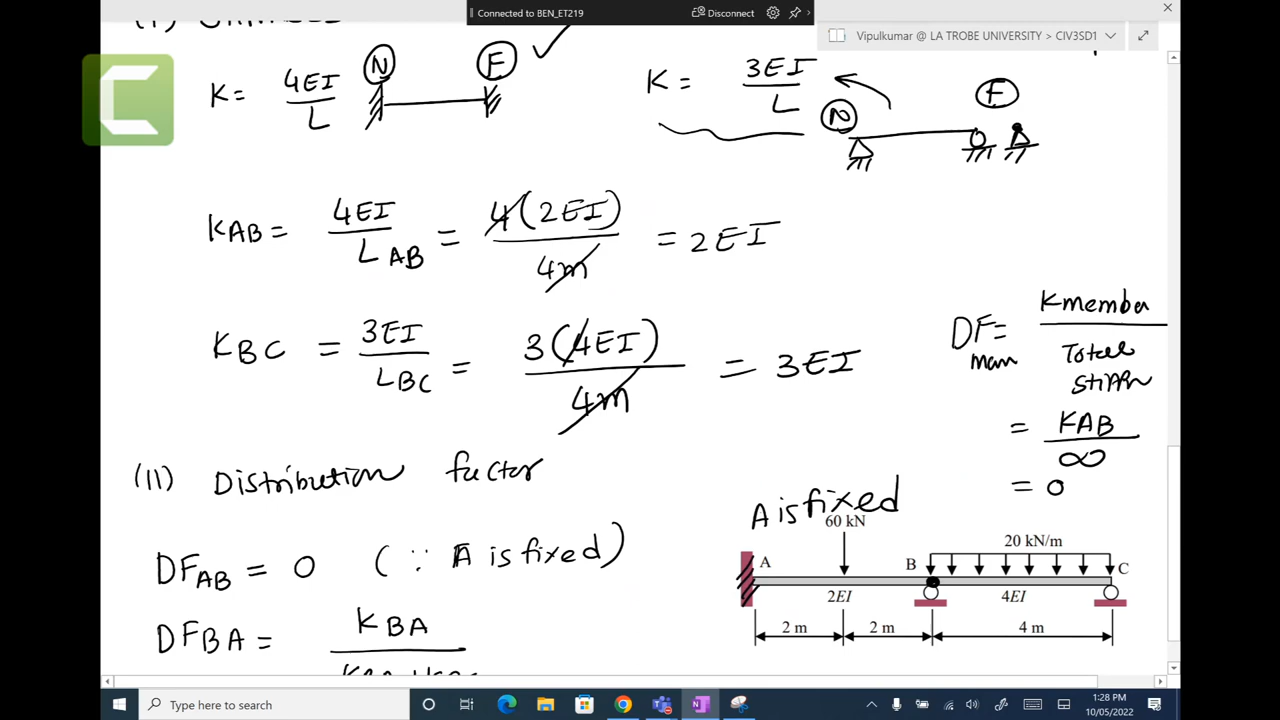 Connected to BEN_ET219
Disconnect
Vipulkumar @ LA TROBE UNIVERSITY > CIV3SD1
K = 4EI / L
N
F
K = 3EI / L
N
F
KAB = 4EI / LAB = 4(2EI) / 4m = 2EI
KBC = 3EI / LBC = 3(4EI) / 4m = 3EI
DF = Kmember / Total
= KAB / ∞
= 0
(II) Distribution factor
A is fixed
60 kN
20 kN/m
A
B
C
2EI
4EI
2 m
2 m
4 m
DFAB = 0 (∵ A is fixed)
DFBA = KBA
Type here to search
1:28 PM
10/05/2022